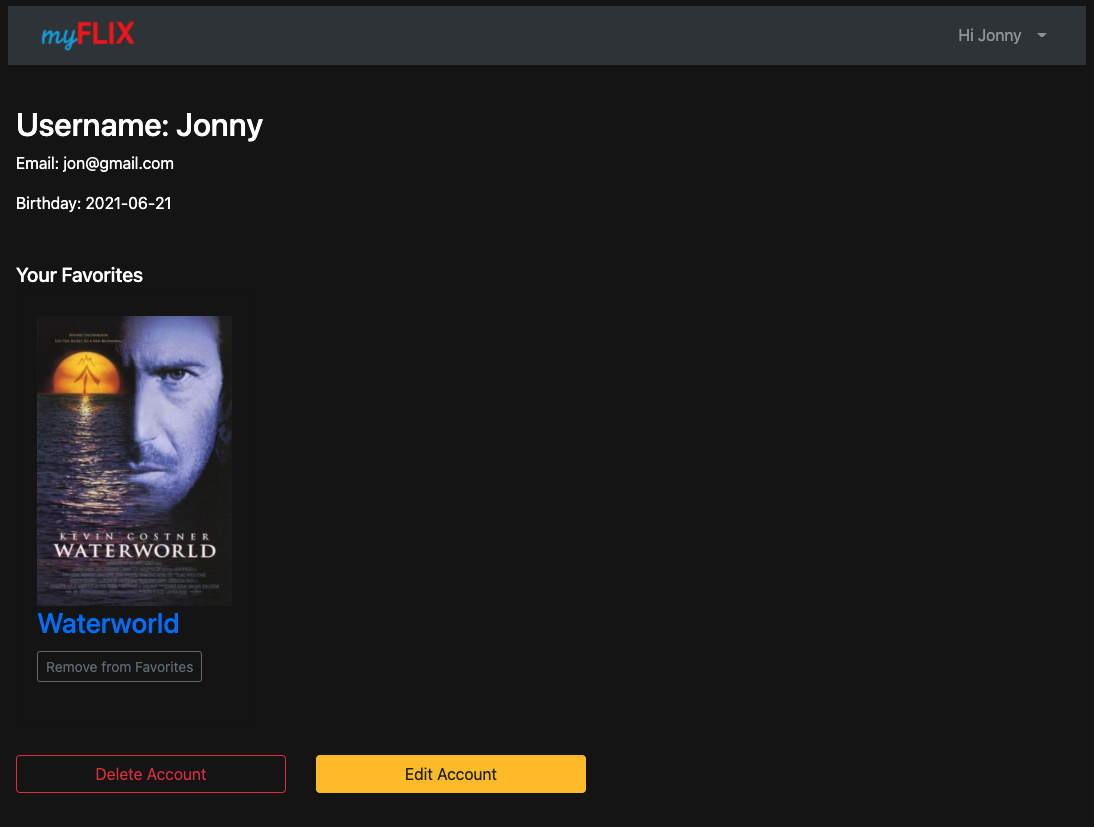 myFLIX
Hi Jonny
Username: Jonny
Email: jon@gmail.com
Birthday: 2021-06-21
Your Favorites
KEVIN COSTNER
WATERWORLD
Waterworld
Remove from Favorites
Delete Account
Edit Account